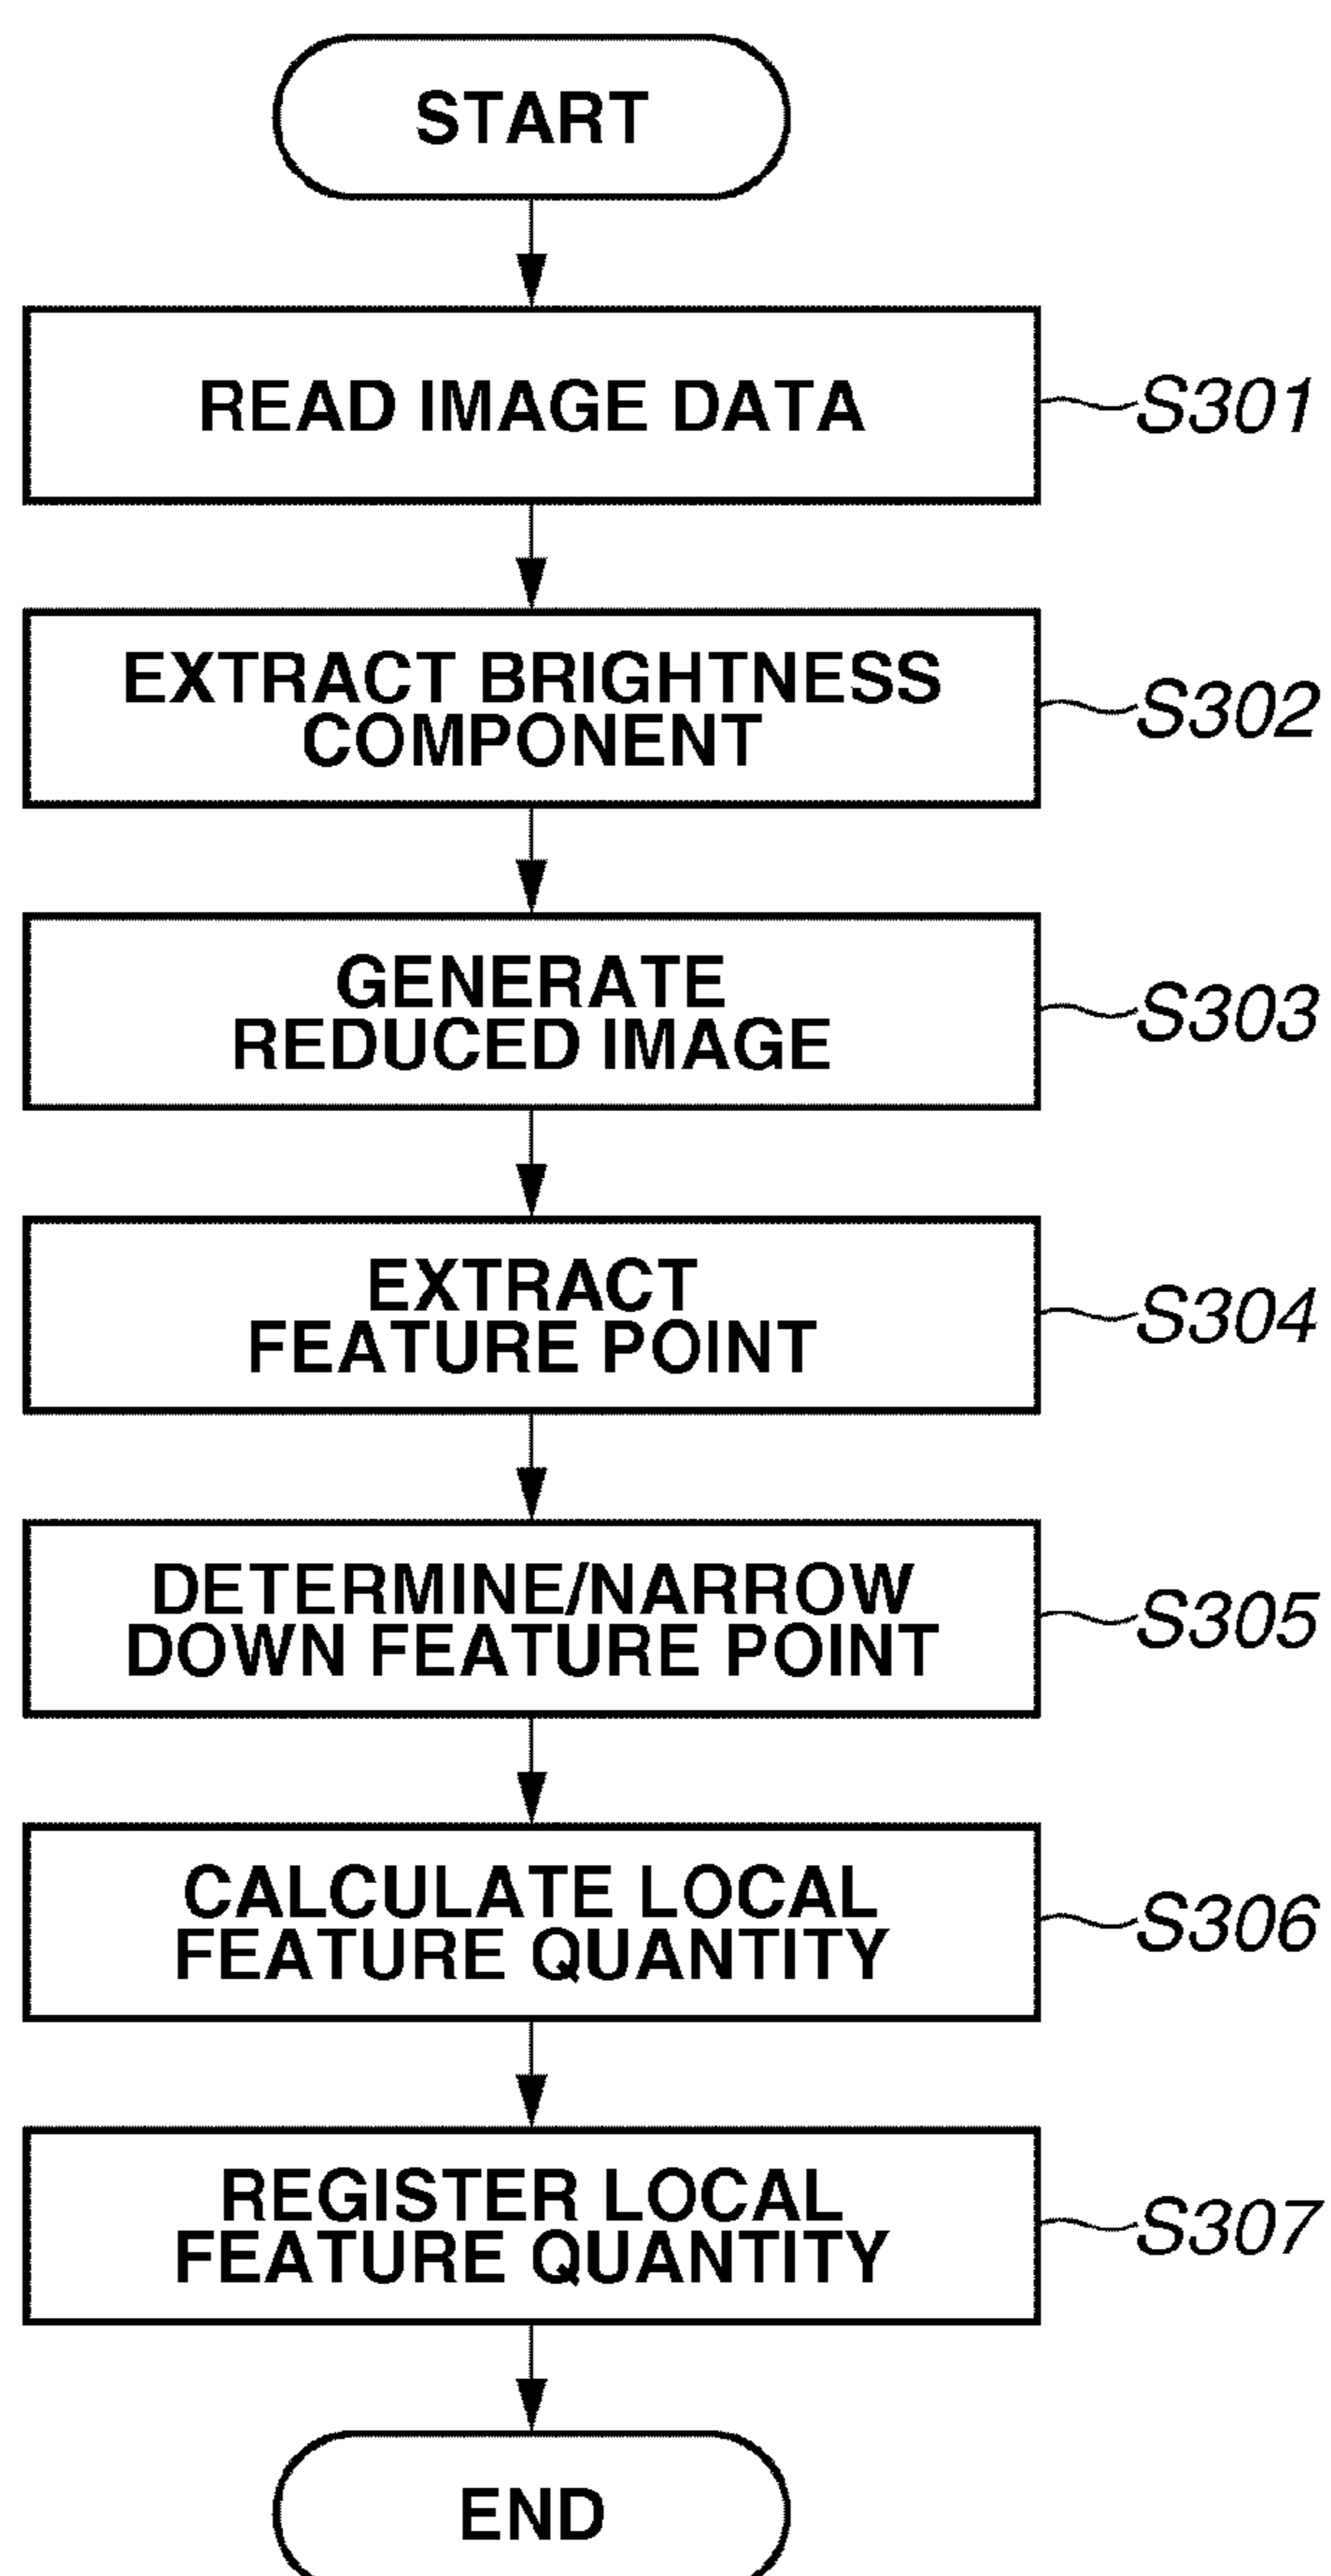 START
READ IMAGE DATA
S301
EXTRACT BRIGHTNESS
COMPONENT
S302
GENERATE
REDUCED IMAGE
S303
EXTRACT
FEATURE POINT
S304
DETERMINE/NARROW
DOWN FEATURE POINT
S305
CALCULATE LOCAL
FEATURE QUANTITY
S306
REGISTER LOCAL
FEATURE QUANTITY
S307
END